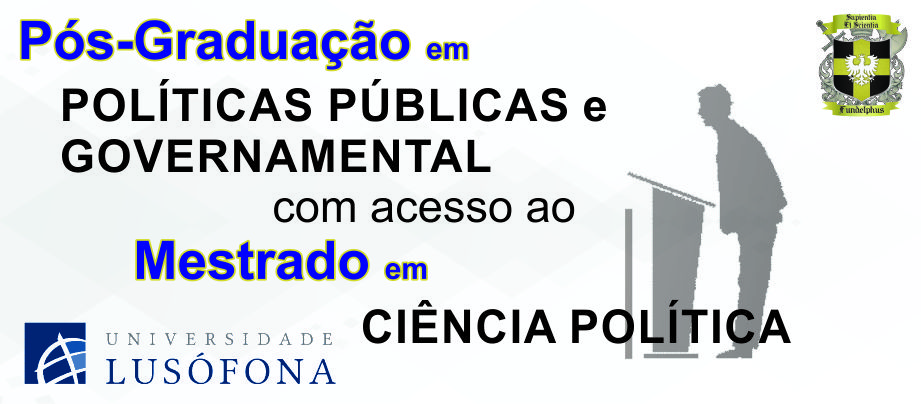 Pós-Graduação em
POLÍTICAS PÚBLICAS e
GOVERNAMENTAL
com acesso ao
Mestrado em
CIÊNCIA POLÍTICA
UNIVERSIDADE
LUSÓFONA
Sapientia
Et Scientia
Fundelphus